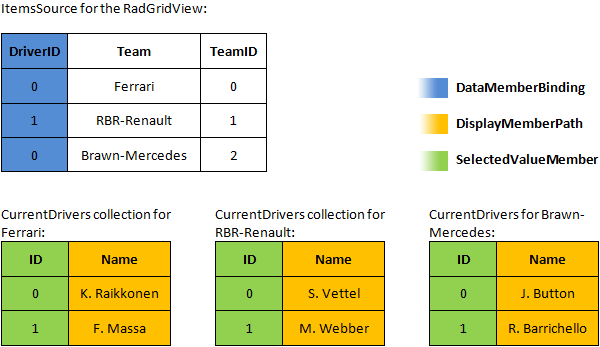 ItemsSource for the RadGridView:
DriverID Team TeamID
0 Ferrari 0
1 RBR-Renault 1
0 Brawn-Mercedes 2
DataMemberBinding
DisplayMemberPath
SelectedValueMember
CurrentDrivers collection for
Ferrari:
ID Name
0 K. Raikkonen
1 F. Massa
CurrentDrivers collection for
RBR-Renault:
ID Name
0 S. Vettel
1 M. Webber
CurrentDrivers for Brawn-
Mercedes:
ID Name
0 J. Button
1 R. Barrichello